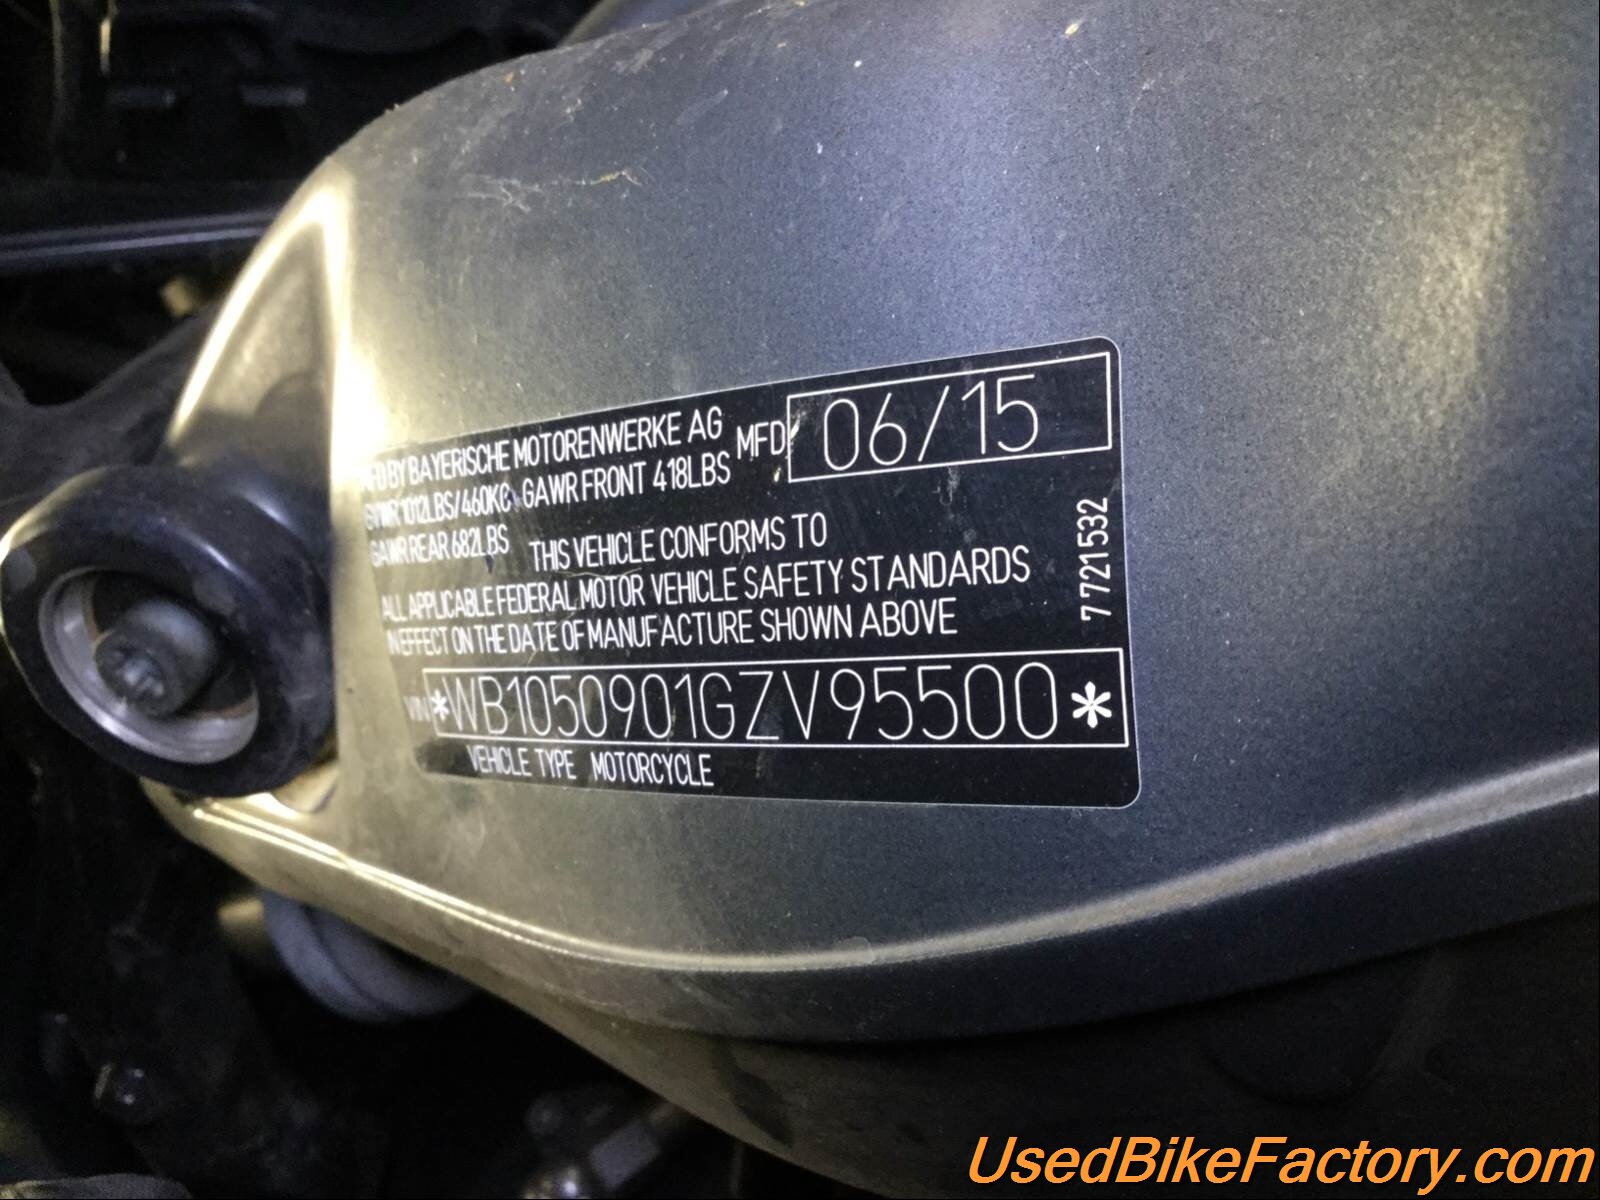 MFD BY BAYERISCHE MOTORENWERKE AG MFD 06/15
GVWR 1012LBS/460KG GAWR FRONT 418LBS
GAWR REAR 682LBS THIS VEHICLE CONFORMS TO
ALL APPLICABLE FEDERAL MOTOR VEHICLE SAFETY STANDARDS
IN EFFECT ON THE DATE OF MANUFACTURE SHOWN ABOVE
7721532
VIN *WB1050901GZV95500*
VEHICLE TYPE MOTORCYCLE
UsedBikeFactory.com